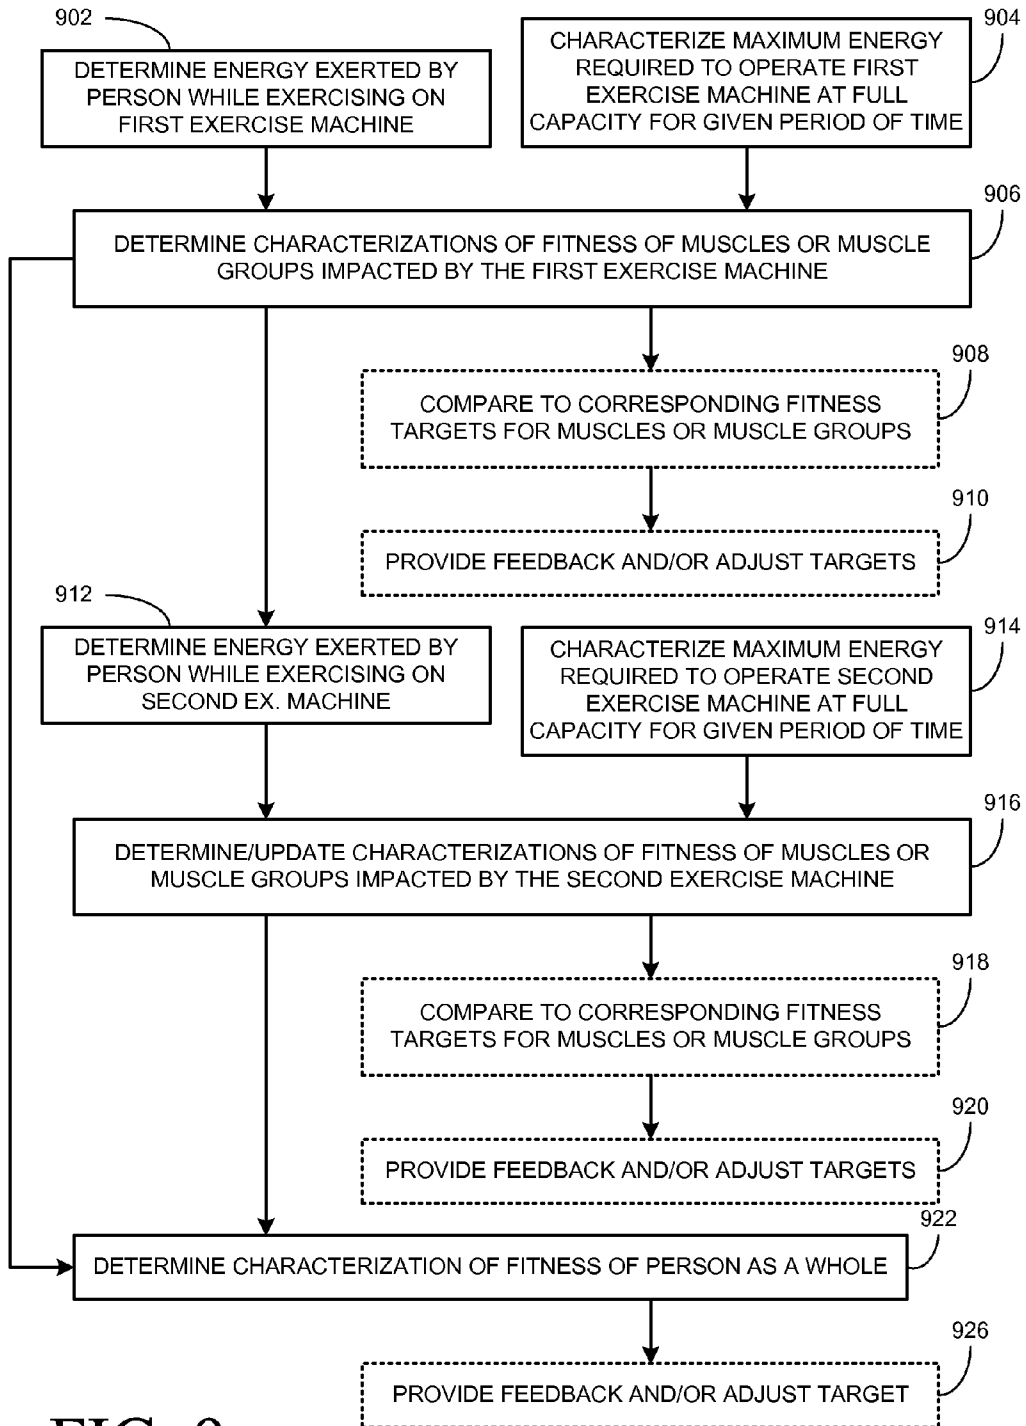 902
904
DETERMINE ENERGY EXERTED BY
PERSON WHILE EXERCISING ON
FIRST EXERCISE MACHINE
CHARACTERIZE MAXIMUM ENERGY
REQUIRED TO OPERATE FIRST
EXERCISE MACHINE AT FULL
CAPACITY FOR GIVEN PERIOD OF TIME
906
DETERMINE CHARACTERIZATIONS OF FITNESS OF MUSCLES OR MUSCLE
GROUPS IMPACTED BY THE FIRST EXERCISE MACHINE
908
COMPARE TO CORRESPONDING FITNESS
TARGETS FOR MUSCLES OR MUSCLE GROUPS
910
PROVIDE FEEDBACK AND/OR ADJUST TARGETS
912
DETERMINE ENERGY EXERTED BY
PERSON WHILE EXERCISING ON
SECOND EX. MACHINE
914
CHARACTERIZE MAXIMUM ENERGY
REQUIRED TO OPERATE SECOND
EXERCISE MACHINE AT FULL
CAPACITY FOR GIVEN PERIOD OF TIME
916
DETERMINE/UPDATE CHARACTERIZATIONS OF FITNESS OF MUSCLES OR
MUSCLE GROUPS IMPACTED BY THE SECOND EXERCISE MACHINE
918
COMPARE TO CORRESPONDING FITNESS
TARGETS FOR MUSCLES OR MUSCLE GROUPS
920
PROVIDE FEEDBACK AND/OR ADJUST TARGETS
922
DETERMINE CHARACTERIZATION OF FITNESS OF PERSON AS A WHOLE
926
PROVIDE FEEDBACK AND/OR ADJUST TARGET
FIG. 9